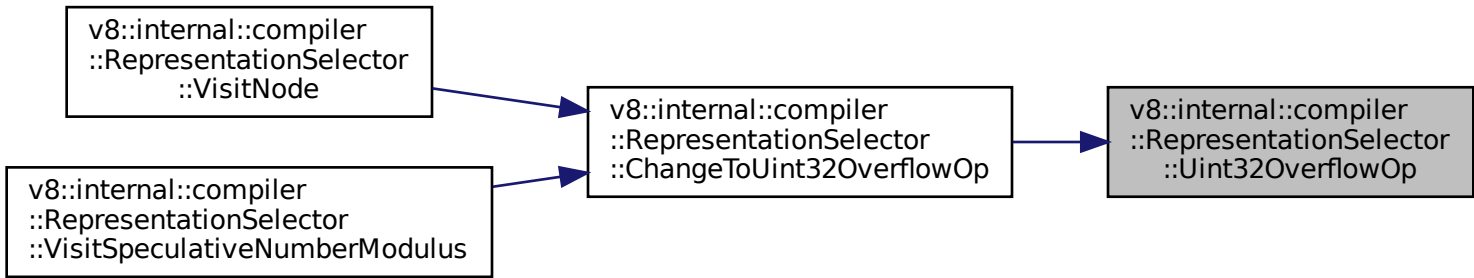 v8::internal::compiler
::RepresentationSelector
::VisitNode
v8::internal::compiler
::RepresentationSelector
::VisitSpeculativeNumberModulus
v8::internal::compiler
::RepresentationSelector
::ChangeToUint32OverflowOp
v8::internal::compiler
::RepresentationSelector
::Uint32OverflowOp